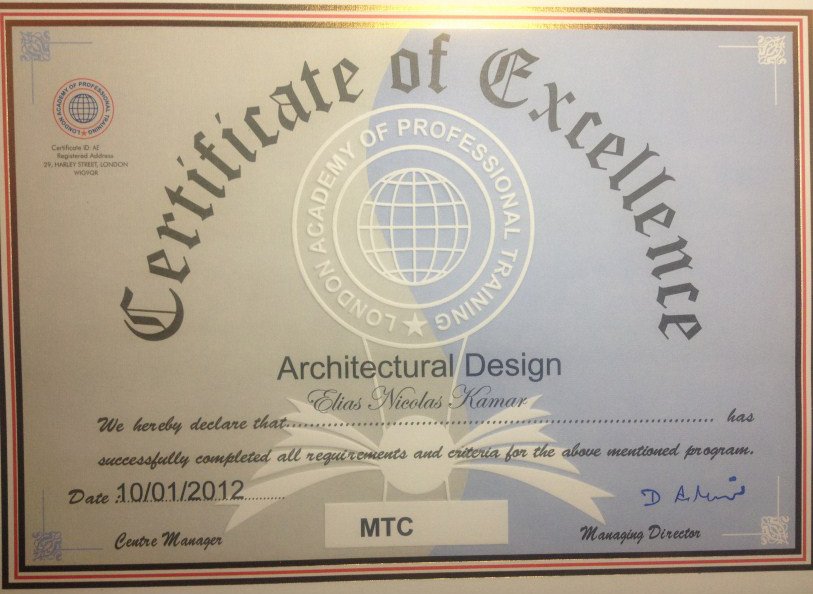 Certificate of Excellence
LONDON ACADEMY OF PROFESSIONAL TRAINING
Certificate ID: AE
Registered Address
29, HARLEY STREET, LONDON
WIG9QR
LONDON ACADEMY OF PROFESSIONAL TRAINING
Architectural Design
Elias Nicolas Kamar
We hereby declare that has
successfully completed all requirements and criteria for the above mentioned program.
Date : 10/01/2012
Centre Manager
MTC
Managing Director